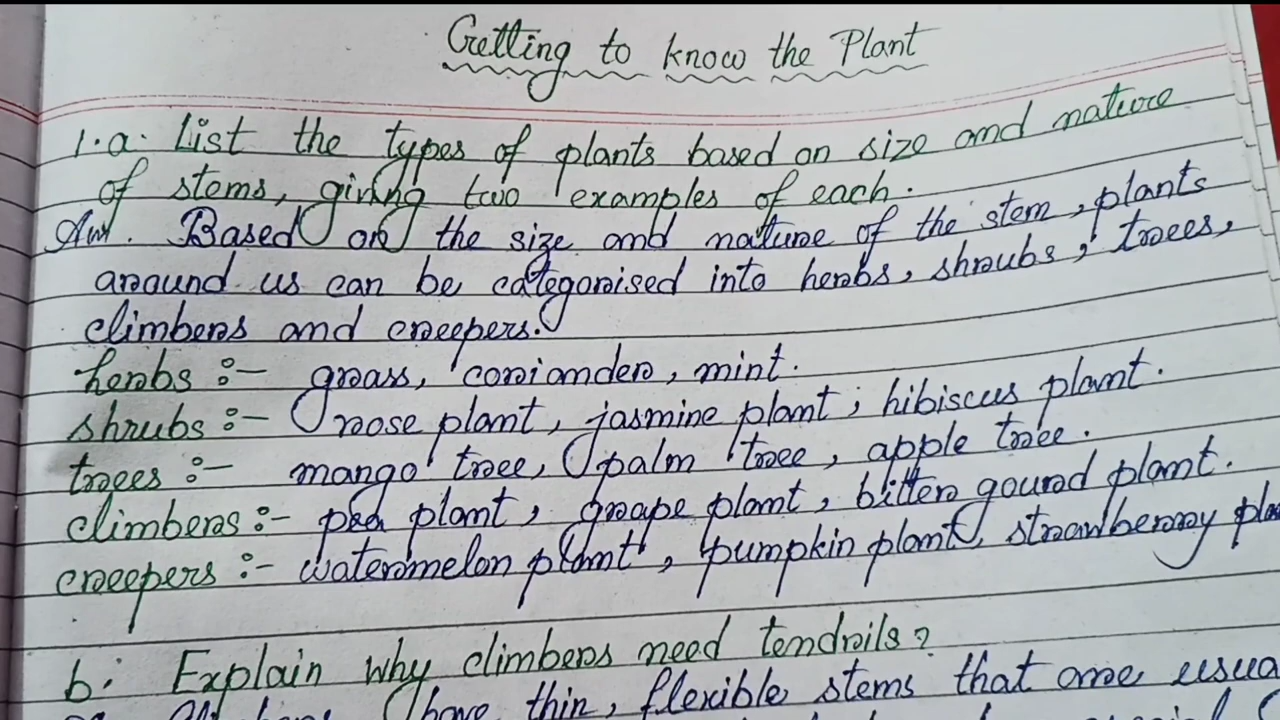 Getting to know the Plant
1.a. List the types of plants based on size and nature
of stems, giving two examples of each.
Ans. Based on the size and nature of the stem, plants
around us can be categorised into herbs, shrubs, trees,
climbers and creepers.
herbs :- grass, coriander, mint.
shrubs :- rose plant, jasmine plant, hibiscus plant.
trees :- mango tree, palm tree, apple tree.
climbers :- pea plant, grape plant, bitter gourd plant.
creepers :- watermelon plant, pumpkin plant, strawberry pla
b. Explain why climbers need tendrils?
have thin, flexible stems that are usua